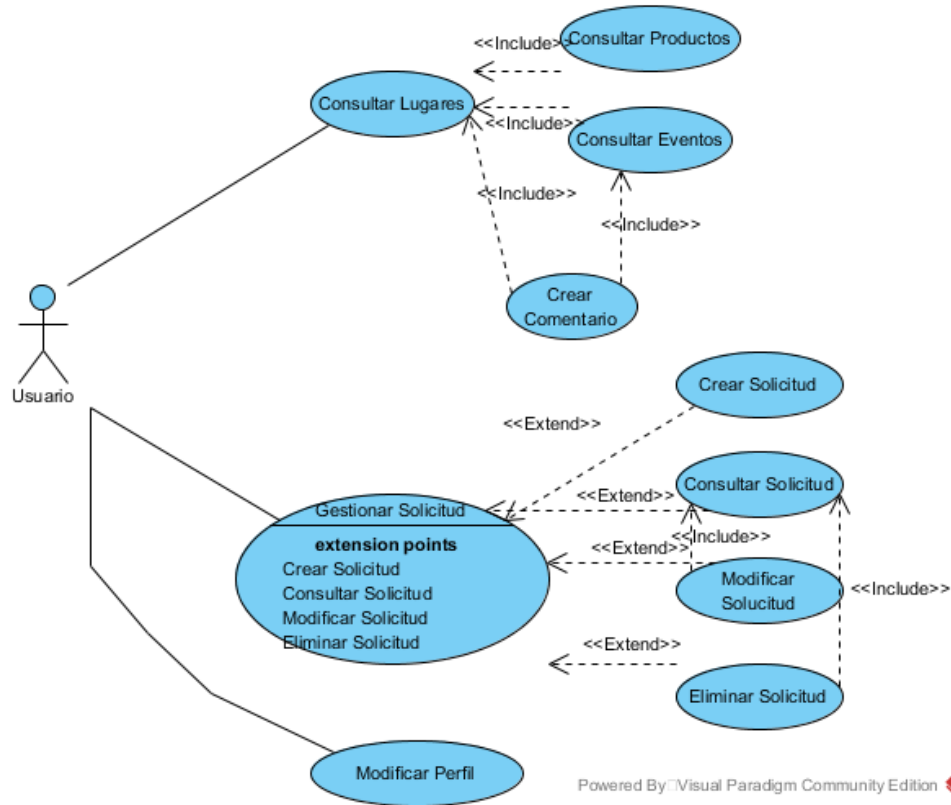 Consultar Productos
<<Include>>
Consultar Lugares
<<Include>>
Consultar Eventos
<<Include>>
<<Include>>
Crear
Comentario
Usuario
Crear Solicitud
<<Extend>>
Consultar Solicitud
<<Extend>>
Gestionar Solicitud
extension points
Crear Solicitud
Consultar Solicitud
Modificar Solicitud
Eliminar Solicitud
<<Include>>
<<Extend>>
Modificar
Solucitud
<<Include>>
<<Extend>>
Eliminar Solicitud
Modificar Perfil
Powered By Visual Paradigm Community Edition